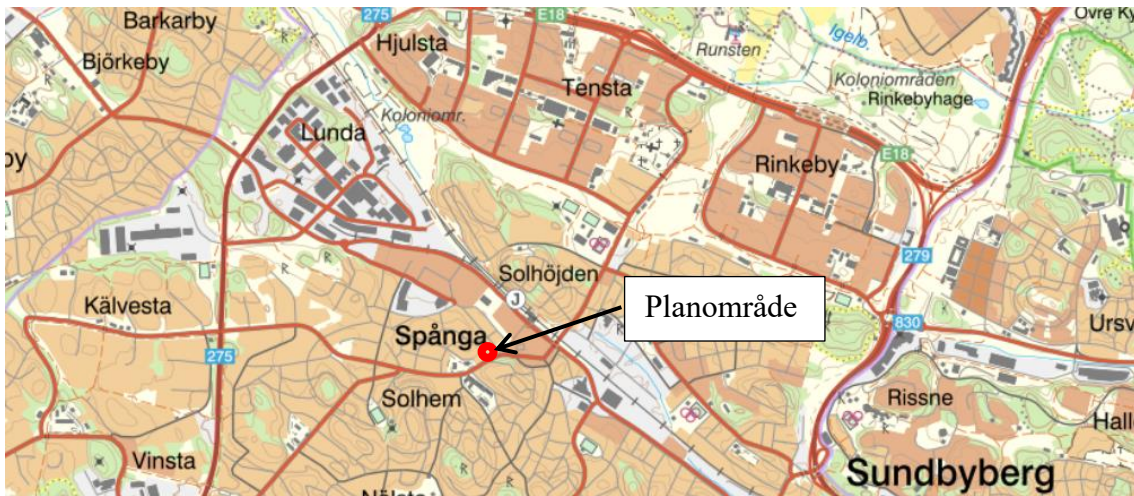 Barkarby
275
E18
Övre Ky
Hjulsta
Björkeby
Runsten
Igelb.
Tensta
Koloniområden
Rinkebyhage
Koloniomr.
Lunda
by
Rinkeby
E18
279
Solhöjden
J
Planområde
Kälvesta
Spånga
830
Ursv
275
Solhem
Rissne
Hall
Vinsta
Sundbyberg
Nälsta